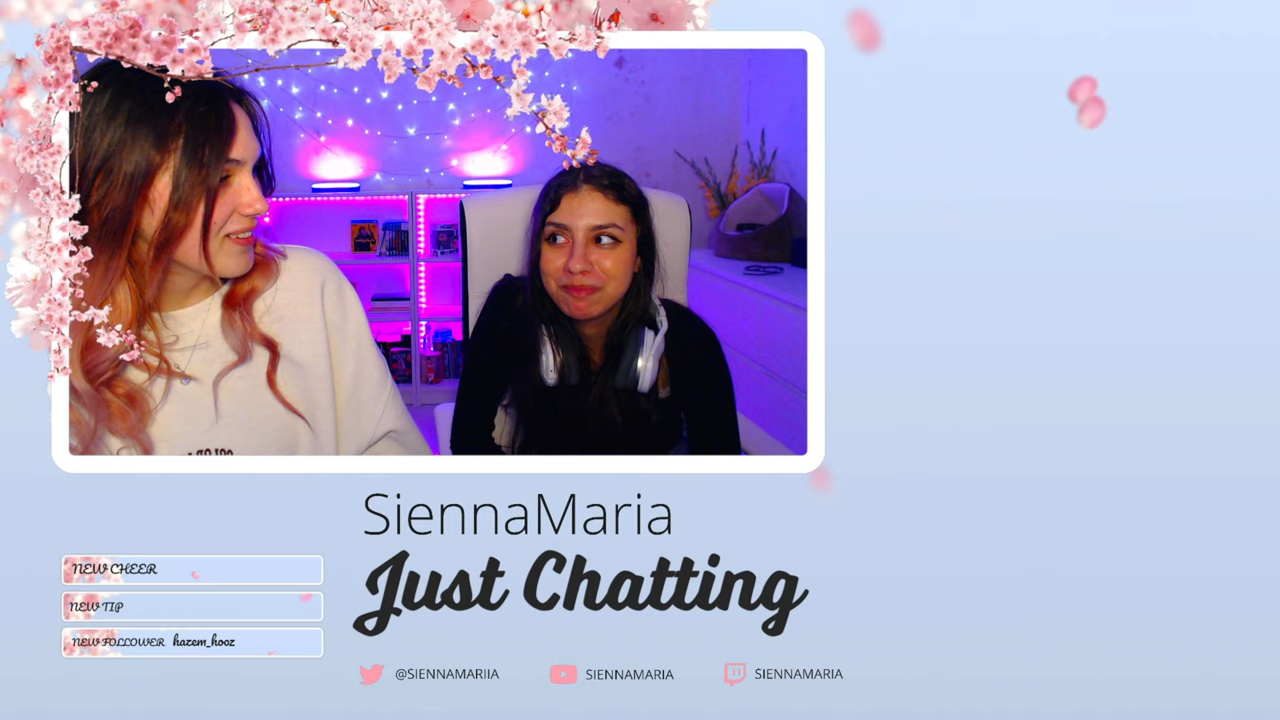 SiennaMaria
Just Chatting
NEW CHEER
NEW TIP
NEW FOLLOWER hazem_hooz
@SIENNAMARIIA
SIENNAMARIA
SIENNAMARIA